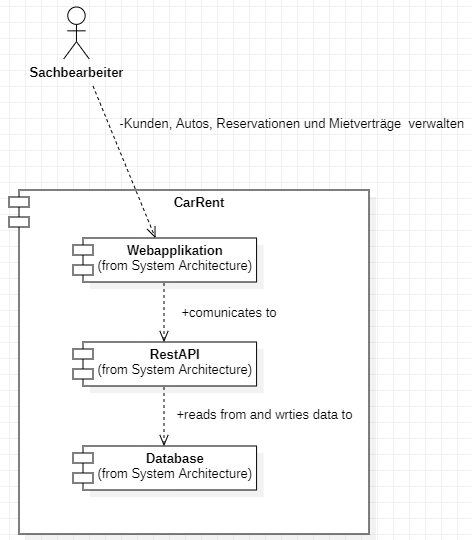 Sachbearbeiter
-Kunden, Autos, Reservationen und Mietverträge  verwalten
CarRent
Webapplikation
(from System Architecture)
+comunicates to
RestAPI
(from System Architecture)
+reads from and wrties data to
Database
(from System Architecture)